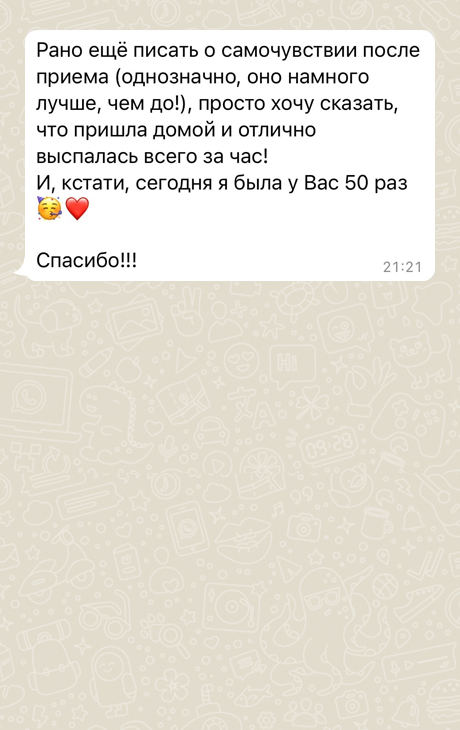 Рано ещё писать о самочувствии после
приема (однозначно, оно намного
лучше, чем до!), просто хочу сказать,
что пришла домой и отлично
выспалась всего за час!
И, кстати, сегодня я была у Вас 50 раз
🥳❤️
Спасибо!!!
21:21